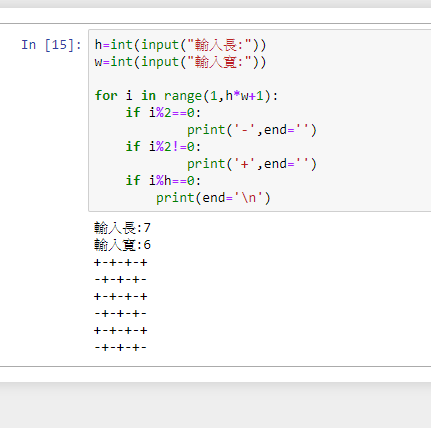 In [15]: h=int(input("輸入長:"))
w=int(input("輸入寬:"))
for i in range(1,h*w+1):
if i%2==0:
print('-',end='')
if i%2!=0:
print('+',end='')
if i%h==0:
print(end='\n')
輸入長:7
輸入寬:6
+-+-+-+
-+-+-+-
+-+-+-+
-+-+-+-
+-+-+-+
-+-+-+-